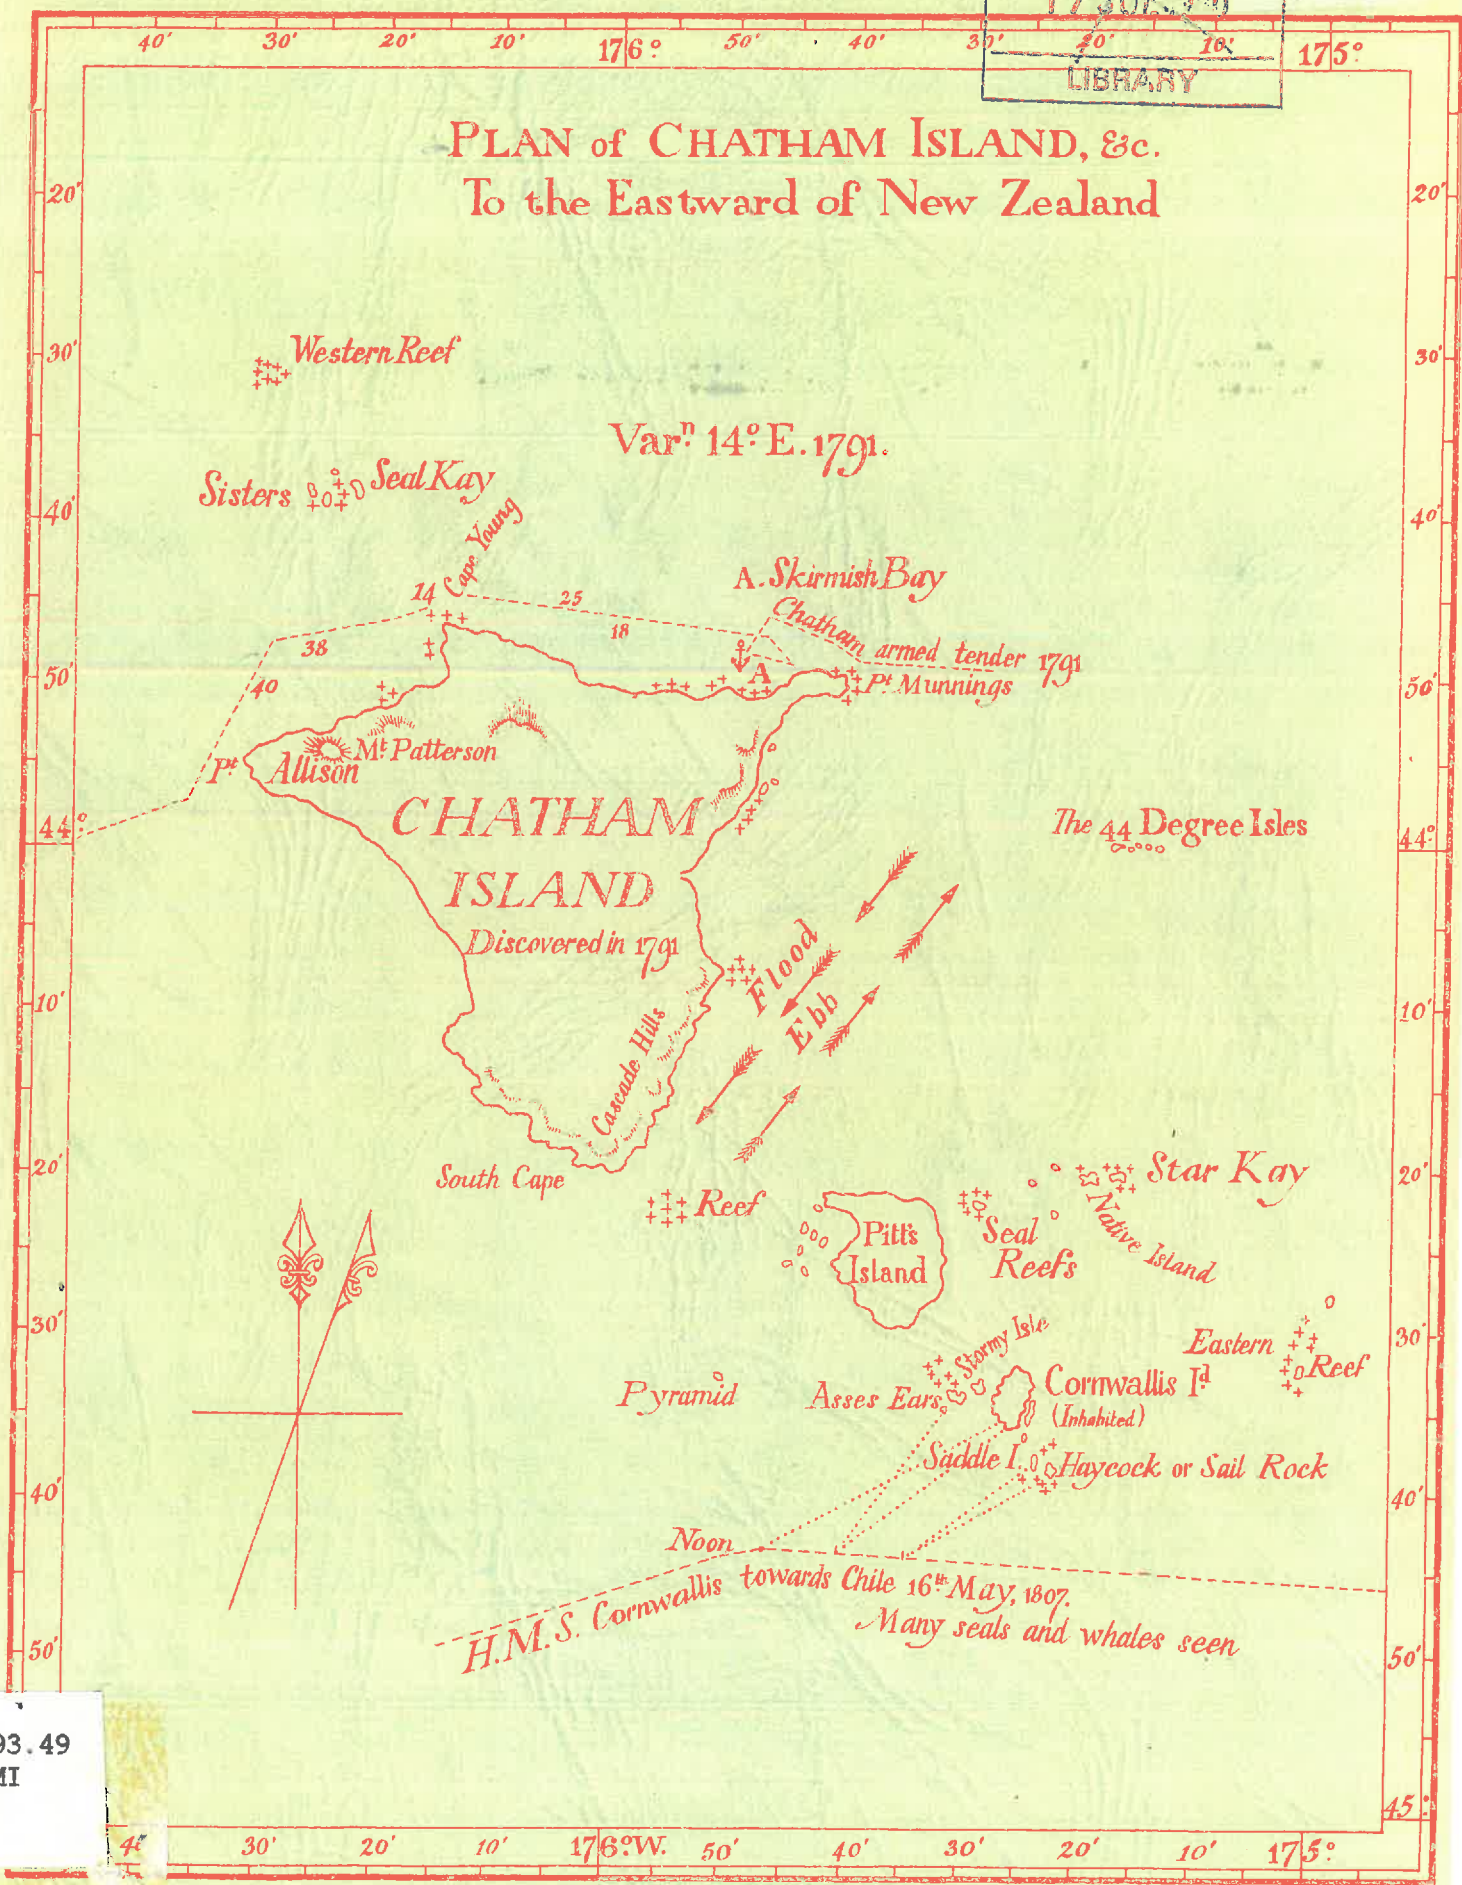 LIBRARY
40' 30' 20' 10' 176° 50' 40' 30' 20' 10' 175°
PLAN of CHATHAM ISLAND, &c.
To the Eastward of New Zealand
20' 20'
30' 30'
Western Reef
Varⁿ 14° E. 1791.
Sisters
Seal Kay
40' 40'
Cape Young
A. Skirmish Bay
14
25
18
38
40
Chatham armed tender 1791
A
Pt Munnings
50' 50'
Mt Patterson
Pt Allison
CHATHAM
ISLAND
Discovered in 1791
The 44 Degree Isles
44° 44°
Flood
Ebb
10' 10'
Cascade Hills
South Cape
20' 20'
Reef
Pitt's
Island
Star Kay
Native Island
Seal
Reefs
30' 30'
Eastern
Reef
Stormy Isle
Pyramid
Asses Ears
Cornwallis Id
(Inhabited)
Saddle I.
Haycock or Sail Rock
40' 40'
Noon
H.M.S. Cornwallis towards Chile 16th May, 1807.
Many seals and whales seen
50' 50'
93.49
MI
45°
30' 20' 10' 176° W. 50' 40' 30' 20' 10' 175°